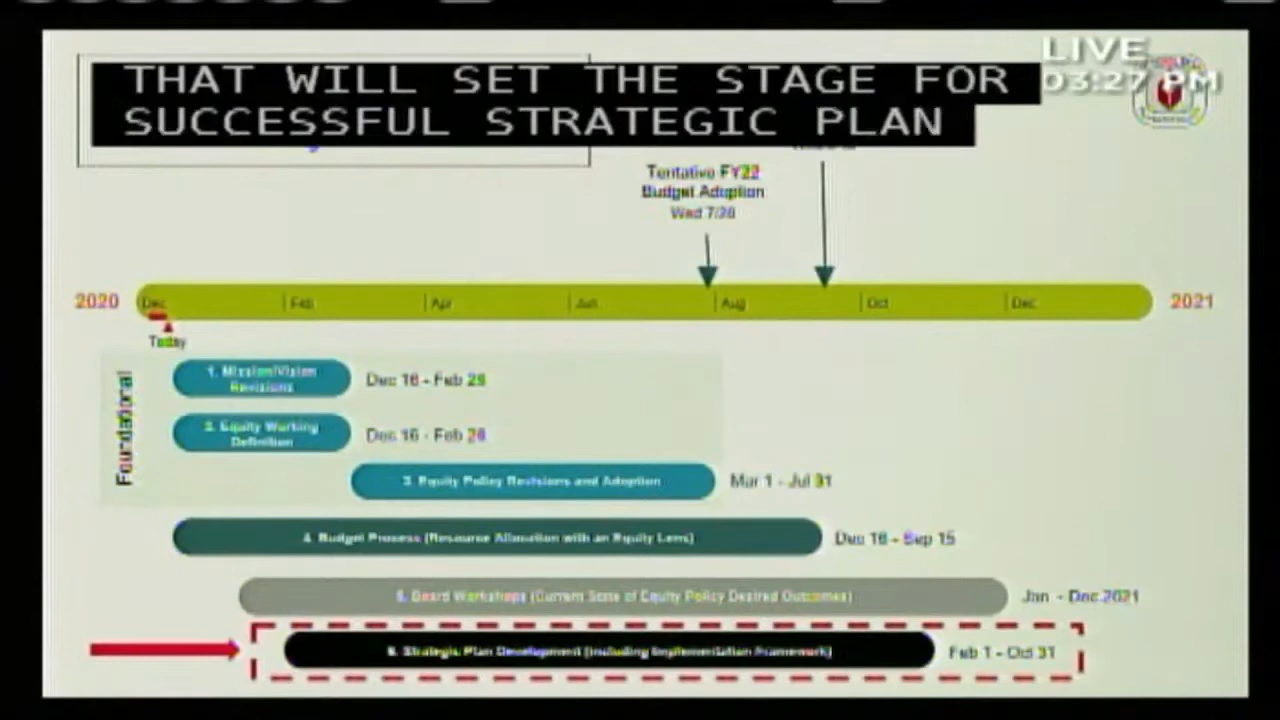 THAT WILL SET THE STAGE FOR
SUCCESSFUL STRATEGIC PLAN
LIVE
03:27 PM
Tentative FY22
Budget Adoption
Wed 7/28
2020
Dec
Feb
Apr
Jun
Aug
Oct
Dec
2021
Today
Foundational
1. Mission/Vision
Revisions
Dec 16 - Feb 28
2. Equity Working
Definition
Dec 16 - Feb 28
3. Equity Policy Revisions and Adoption
Mar 1 - Jul 31
4. Budget Process (Resource Allocation with an Equity Lens)
Dec 16 - Sep 15
5. Board Workshops (Current State of Equity Policy Desired Outcomes)
Jan - Dec 2021
6. Strategic Plan Development (including Implementation Framework)
Feb 1 - Oct 31